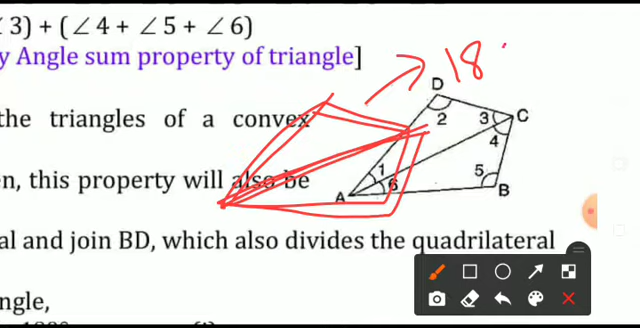 ∠3) + (∠4 + ∠5 + ∠6)
y Angle sum property of triangle]
18
D
the triangles of a convex
2 3 C
4
1
5
n, this property will also be
6
A B
al and join BD, which also divides the quadrilateral
ngle,